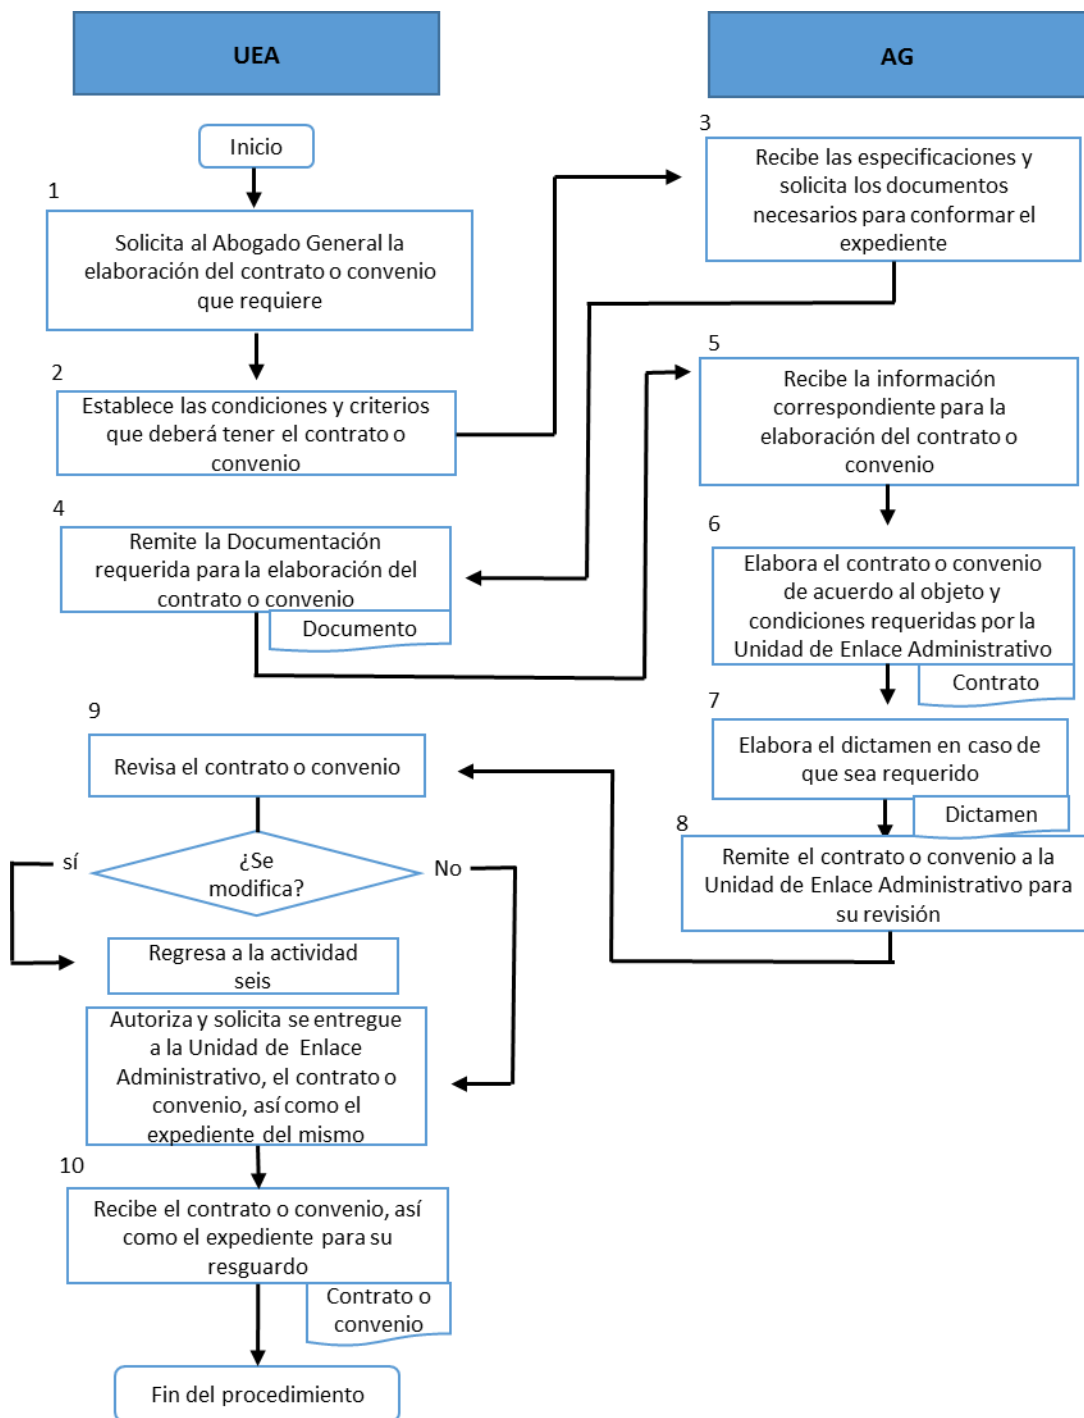 UEA
AG
Inicio
1
Solicita al Abogado General la
elaboración del contrato o convenio
que requiere
2
Establece las condiciones y criterios
que deberá tener el contrato o
convenio
3
Recibe las especificaciones y
solicita los documentos
necesarios para conformar el
expediente
4
Remite la Documentación
requerida para la elaboración del
contrato o convenio
Documento
5
Recibe la información
correspondiente para la
elaboración del contrato o
convenio
6
Elabora el contrato o convenio
de acuerdo al objeto y
condiciones requeridas por la
Unidad de Enlace Administrativo
Contrato
7
Elabora el dictamen en caso de
que sea requerido
Dictamen
8
Remite el contrato o convenio a la
Unidad de Enlace Administrativo para
su revisión
9
Revisa el contrato o convenio
¿Se
modifica?
sí
No
Regresa a la actividad
seis
Autoriza y solicita se entregue
a la Unidad de Enlace
Administrativo, el contrato o
convenio, así como el
expediente del mismo
10
Recibe el contrato o convenio, así
como el expediente para su
resguardo
Contrato o
convenio
Fin del procedimiento